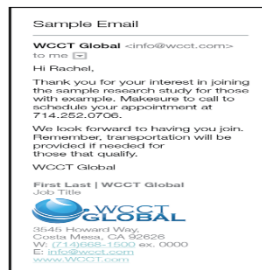 Sample Email
WCCT Global <info@wcct.com>
to me
Hi Rachel,
Thank you for your interest in joining
the sample research study for those
with example. Makesure to call to
schedule your appointment at
714.252.0706.
We look forward to having you join.
Remember, transportation will be
provided if needed for
those that qualify.
WCCT Global
First Last | WCCT Global
Job Title
WCCT
GLOBAL
3545 Howard Way,
Costa Mesa, CA 92626
W: (714)668-1500 ex. 0000
E: info@wcct.com
www.WCCT.com